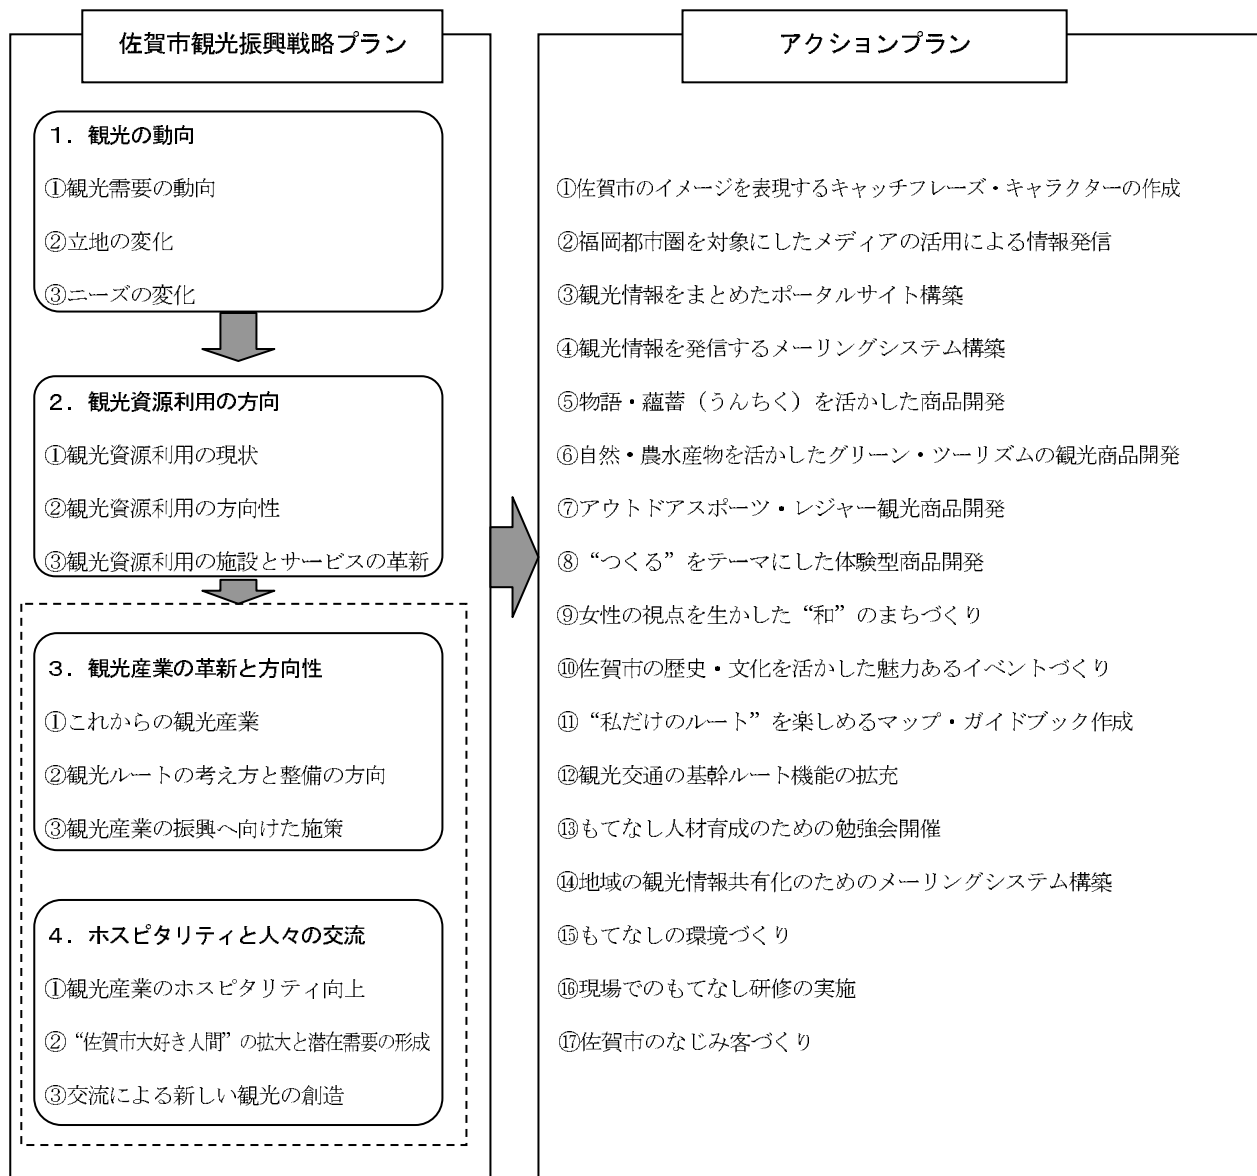 佐賀市観光振興戦略プラン
1．観光の動向
①観光需要の動向
②立地の変化
③ニーズの変化
2．観光資源利用の方向
①観光資源利用の現状
②観光資源利用の方向性
③観光資源利用の施設とサービスの革新
3．観光産業の革新と方向性
①これからの観光産業
②観光ルートの考え方と整備の方向
③観光産業の振興へ向けた施策
4．ホスピタリティと人々の交流
①観光産業のホスピタリティ向上
②“佐賀市大好き人間”の拡大と潜在需要の形成
③交流による新しい観光の創造
アクションプラン
①佐賀市のイメージを表現するキャッチフレーズ・キャラクターの作成
②福岡都市圏を対象にしたメディアの活用による情報発信
③観光情報をまとめたポータルサイト構築
④観光情報を発信するメーリングシステム構築
⑤物語・蘊蓄（うんちく）を活かした商品開発
⑥自然・農水産物を活かしたグリーン・ツーリズムの観光商品開発
⑦アウトドアスポーツ・レジャー観光商品開発
⑧“つくる”をテーマにした体験型商品開発
⑨女性の視点を生かした“和”のまちづくり
⑩佐賀市の歴史・文化を活かした魅力あるイベントづくり
⑪“私だけのルート”を楽しめるマップ・ガイドブック作成
⑫観光交通の基幹ルート機能の拡充
⑬もてなし人材育成のための勉強会開催
⑭地域の観光情報共有化のためのメーリングシステム構築
⑮もてなしの環境づくり
⑯現場でのもてなし研修の実施
⑰佐賀市のなじみ客づくり